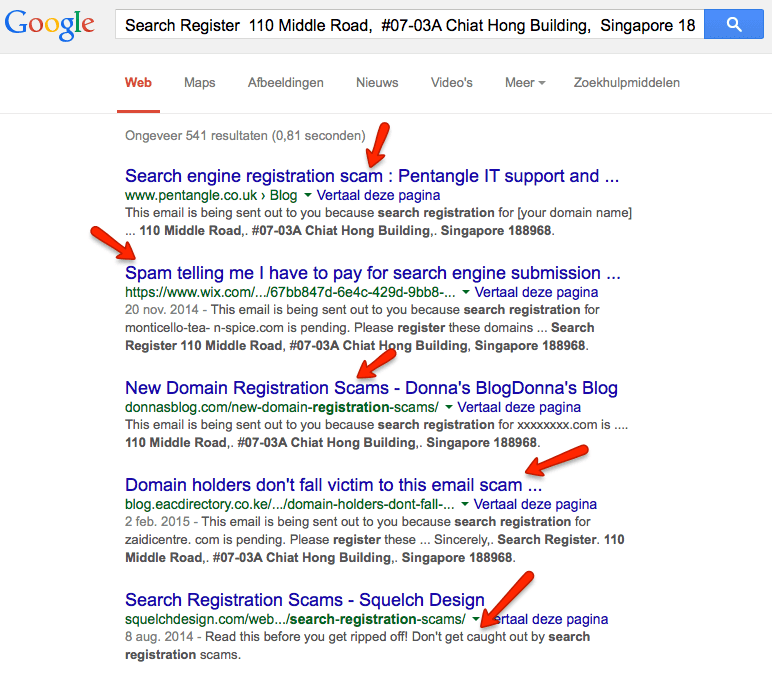 Google
Search Register 110 Middle Road, #07-03A Chiat Hong Building, Singapore 18
Web Maps Afbeeldingen Nieuws Video's Meer Zoekhulpmiddelen
Ongeveer 541 resultaten (0,81 seconden)
Search engine registration scam : Pentangle IT support and ...
www.pentangle.co.uk › Blog Vertaal deze pagina
This email is being sent out to you because search registration for [your domain name]
... 110 Middle Road,. #07-03A Chiat Hong Building,. Singapore 188968.
Spam telling me I have to pay for search engine submission ...
https://www.wix.com/.../67bb847d-6e4c-429d-9bb8-... Vertaal deze pagina
20 nov. 2014 - This email is being sent out to you because search registration for
monticello-tea- n-spice.com is pending. Please register these domains ... Search
Register 110 Middle Road, #07-03A Chiat Hong Building, Singapore 188968.
New Domain Registration Scams - Donna's BlogDonna's Blog
donnasblog.com/new-domain-registration-scams/ Vertaal deze pagina
This email is being sent out to you because search registration for xxxxxxxx.com is ....
110 Middle Road,. #07-03A Chiat Hong Building,. Singapore 188968.
Domain holders don't fall victim to this email scam ...
blog.eacdirectory.co.ke/.../domain-holders-dont-fall-... Vertaal deze pagina
2 feb. 2015 - This email is being sent out to you because search registration for
zaidicentre. com is pending. Please register these ... Sincerely,. Search Register. 110
Middle Road,. #07-03A Chiat Hong Building,. Singapore 188968.
Search Registration Scams - Squelch Design
squelchdesign.com/web.../search-registration-scams/ Vertaal deze pagina
8 aug. 2014 - Read this before you get ripped off! Don't get caught out by search
registration scams.